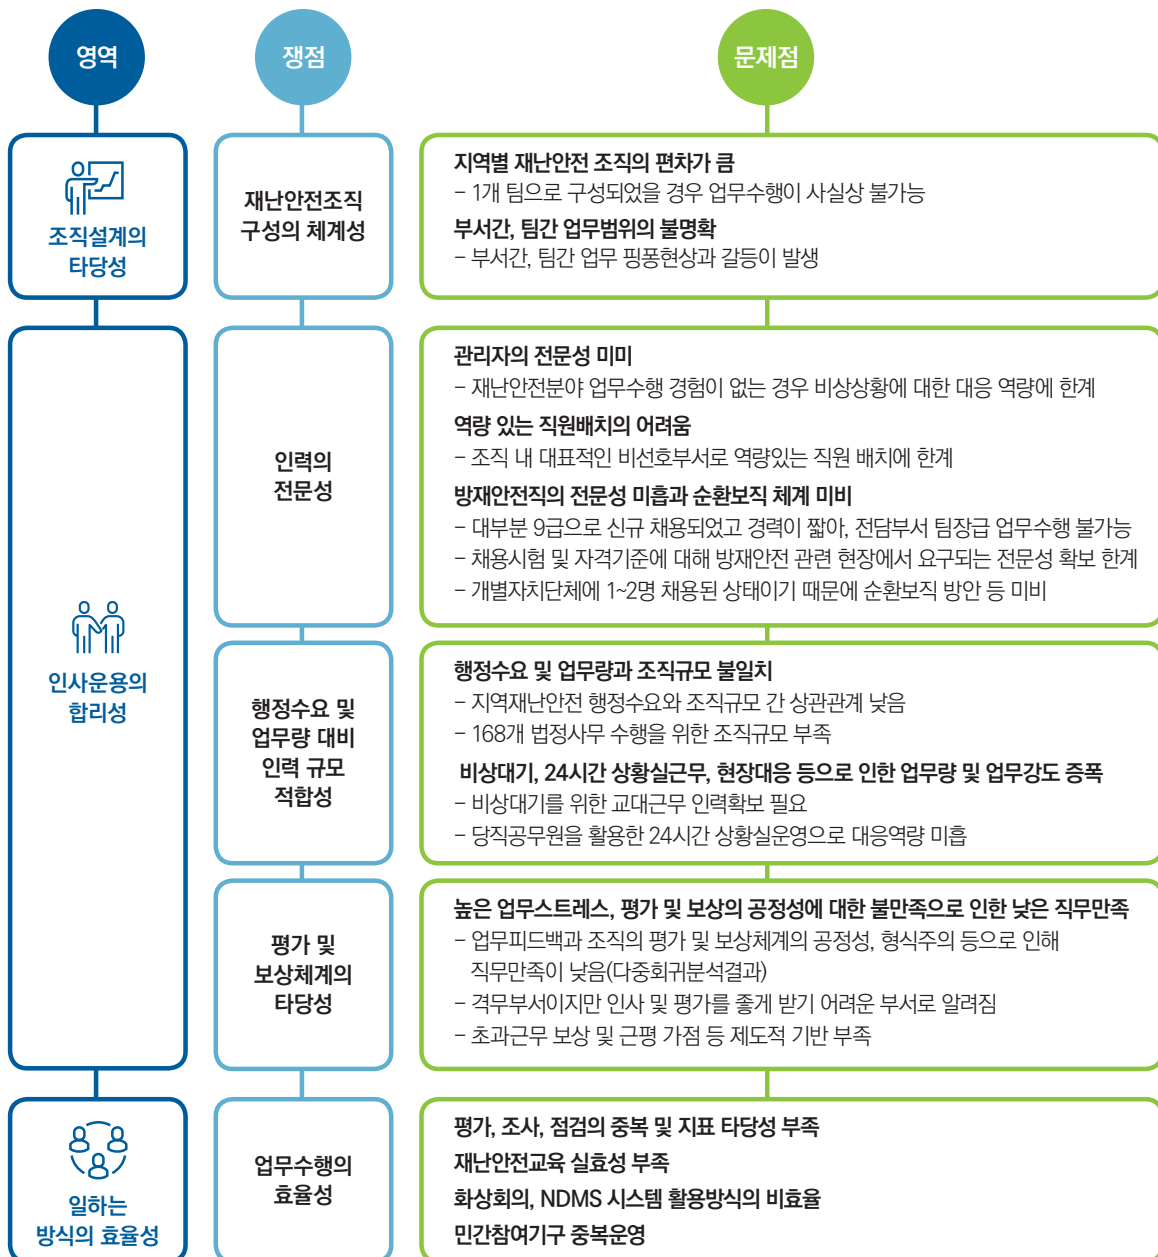 영역
쟁점
문제점
조직설계의
타당성
재난안전조직
구성의 체계성
지역별 재난안전 조직의 편차가 큼
– 1개 팀으로 구성되었을 경우 업무수행이 사실상 불가능
부서간, 팀간 업무범위의 불명확
– 부서간, 팀간 업무 핑퐁현상과 갈등이 발생
인사운용의
합리성
인력의
전문성
관리자의 전문성 미미
– 재난안전분야 업무수행 경험이 없는 경우 비상상황에 대한 대응 역량에 한계
역량 있는 직원배치의 어려움
– 조직 내 대표적인 비선호부서로 역량있는 직원 배치에 한계
방재안전직의 전문성 미흡과 순환보직 체계 미비
– 대부분 9급으로 신규 채용되었고 경력이 짧아, 전담부서 팀장급 업무수행 불가능
– 채용시험 및 자격기준에 대해 방재안전 관련 현장에서 요구되는 전문성 확보 한계
– 개별자치단체에 1~2명 채용된 상태이기 때문에 순환보직 방안 등 미비
행정수요 및
업무량 대비
인력 규모
적합성
행정수요 및 업무량과 조직규모 불일치
– 지역재난안전 행정수요와 조직규모 간 상관관계 낮음
– 168개 법정사무 수행을 위한 조직규모 부족
비상대기, 24시간 상황실근무, 현장대응 등으로 인한 업무량 및 업무강도 증폭
– 비상대기를 위한 교대근무 인력확보 필요
– 당직공무원을 활용한 24시간 상황실운영으로 대응역량 미흡
평가 및
보상체계의
타당성
높은 업무스트레스, 평가 및 보상의 공정성에 대한 불만족으로 인한 낮은 직무만족
– 업무피드백과 조직의 평가 및 보상체계의 공정성, 형식주의 등으로 인해
직무만족이 낮음(다중회귀분석결과)
– 격무부서이지만 인사 및 평가를 좋게 받기 어려운 부서로 알려짐
– 초과근무 보상 및 근평 가점 등 제도적 기반 부족
일하는
방식의 효율성
업무수행의
효율성
평가, 조사, 점검의 중복 및 지표 타당성 부족
재난안전교육 실효성 부족
화상회의, NDMS 시스템 활용방식의 비효율
민간참여기구 중복운영